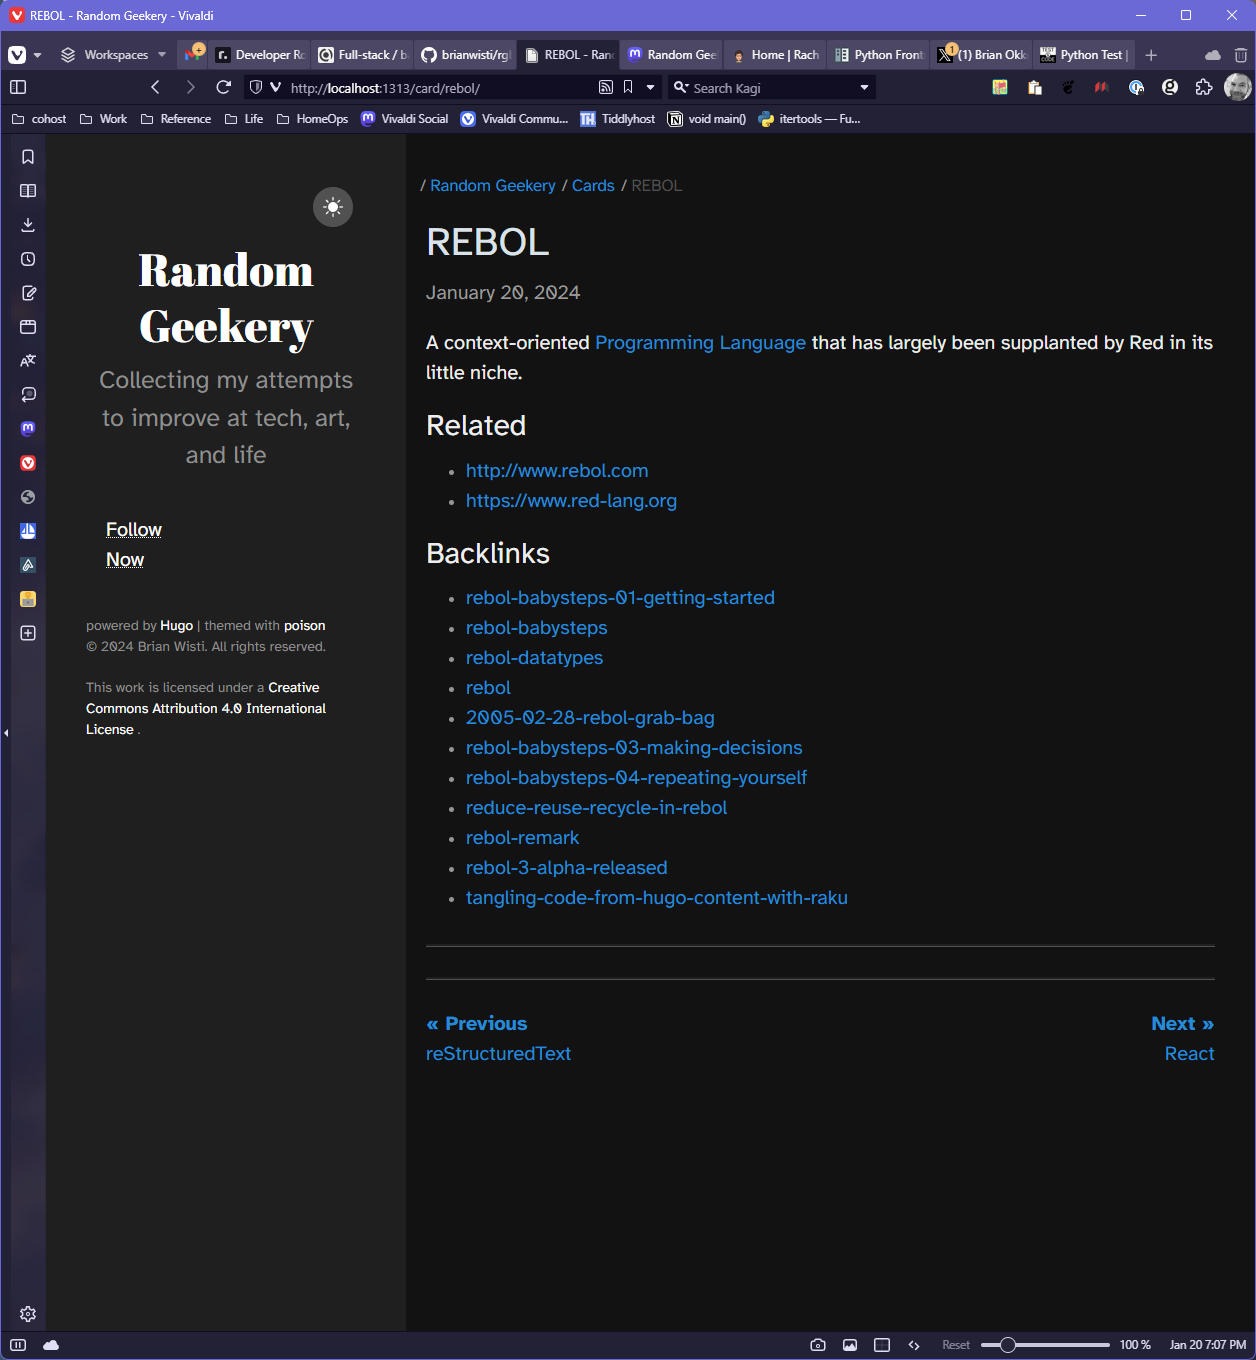 REBOL - Random Geekery - Vivaldi
Workspaces
Developer Ro
Full-stack / ba
brianwisti/rgl
REBOL - Ran
Random Gee
Home | Rach
Python Front
(1) Brian Okk
Python Test |
http://localhost:1313/card/rebol/
Search Kagi
cohost
Work
Reference
Life
HomeOps
Vivaldi Social
Vivaldi Commu...
Tiddlyhost
void main()
itertools — Fu...
/ Random Geekery / Cards / REBOL
Random
Geekery
Collecting my attempts
to improve at tech, art,
and life
Follow
Now
powered by Hugo | themed with poison
© 2024 Brian Wisti. All rights reserved.
This work is licensed under a Creative
Commons Attribution 4.0 International
License .
REBOL
January 20, 2024
A context-oriented Programming Language that has largely been supplanted by Red in its
little niche.
Related
http://www.rebol.com
https://www.red-lang.org
Backlinks
rebol-babysteps-01-getting-started
rebol-babysteps
rebol-datatypes
rebol
2005-02-28-rebol-grab-bag
rebol-babysteps-03-making-decisions
rebol-babysteps-04-repeating-yourself
reduce-reuse-recycle-in-rebol
rebol-remark
rebol-3-alpha-released
tangling-code-from-hugo-content-with-raku
« Previous
reStructuredText
Next »
React
Reset
100 %
Jan 20 7:07 PM